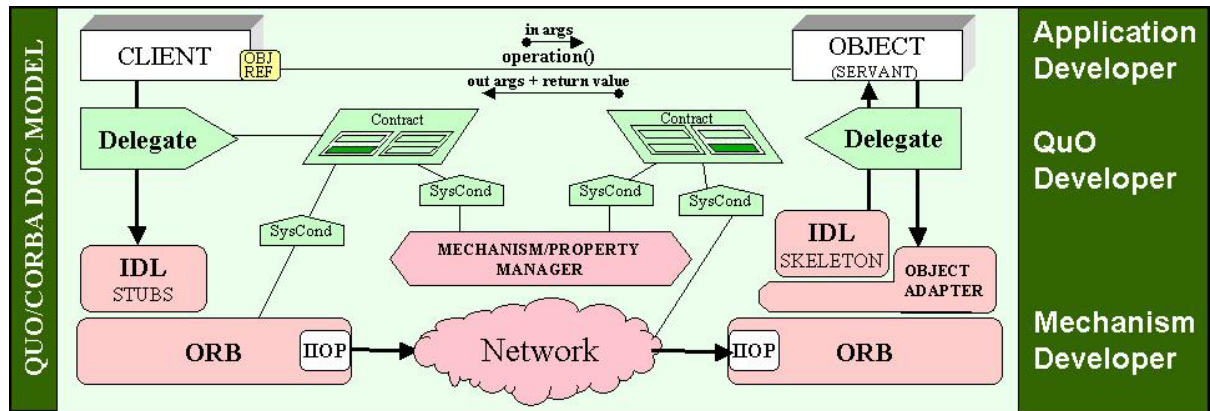 QUO/CORBA DOC MODEL
CLIENT
OBJ
REF
in args
operation()
out args + return value
OBJECT
(SERVANT)
Application
Developer
Delegate
Contract
Contract
Delegate
QuO
Developer
SysCond
SysCond
SysCond
SysCond
MECHANISM/PROPERTY
MANAGER
IDL
STUBS
IDL
SKELETON
OBJECT
ADAPTER
Mechanism
Developer
ORB
IIOP
Network
IIOP
ORB